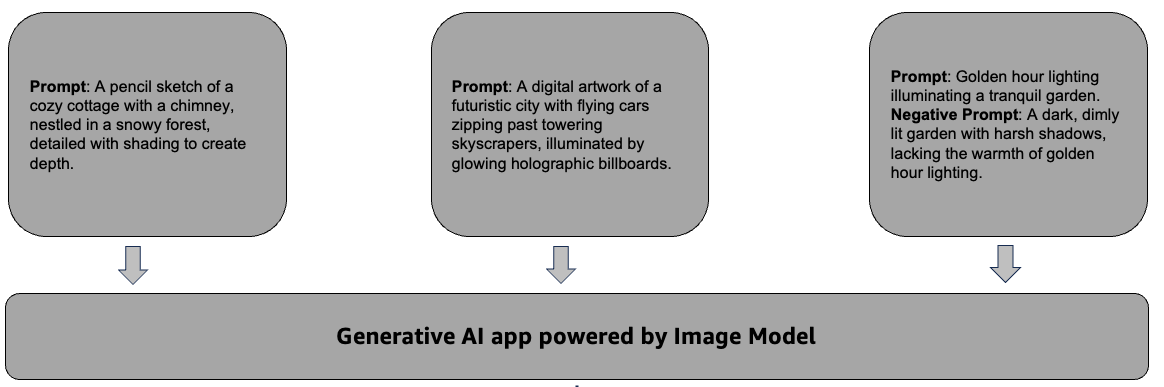 Prompt: A pencil sketch of a
cozy cottage with a chimney,
nestled in a snowy forest,
detailed with shading to create
depth.
Prompt: A digital artwork of a
futuristic city with flying cars
zipping past towering
skyscrapers, illuminated by
glowing holographic billboards.
Prompt: Golden hour lighting
illuminating a tranquil garden.
Negative Prompt: A dark, dimly
lit garden with harsh shadows,
lacking the warmth of golden
hour lighting.
Generative AI app powered by Image Model